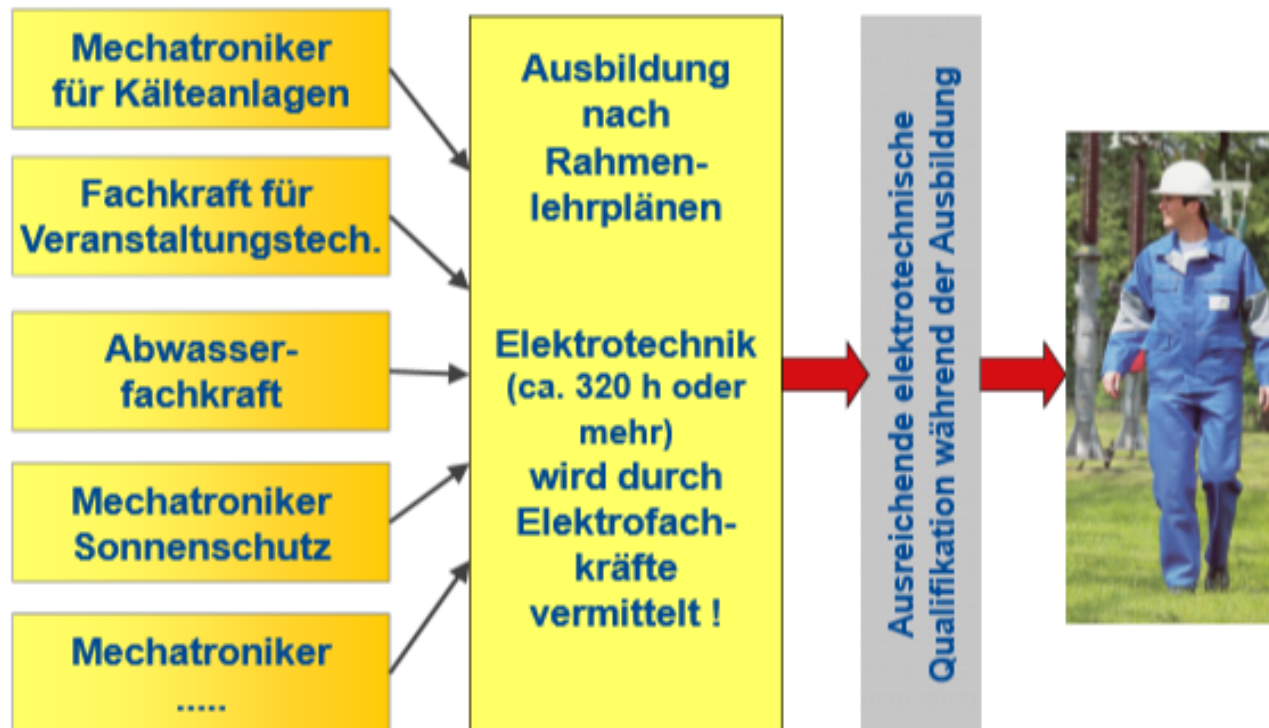 Mechatroniker
für Kälteanlagen
Fachkraft für
Veranstaltungstech.
Abwasser-
fachkraft
Mechatroniker
Sonnenschutz
Mechatroniker
.....
Ausbildung
nach
Rahmen-
lehrplänen
Elektrotechnik
(ca. 320 h oder
mehr)
wird durch
Elektrofach-
kräfte
vermittelt !
Ausreichende elektrotechnische
Qualifikation während der Ausbildung